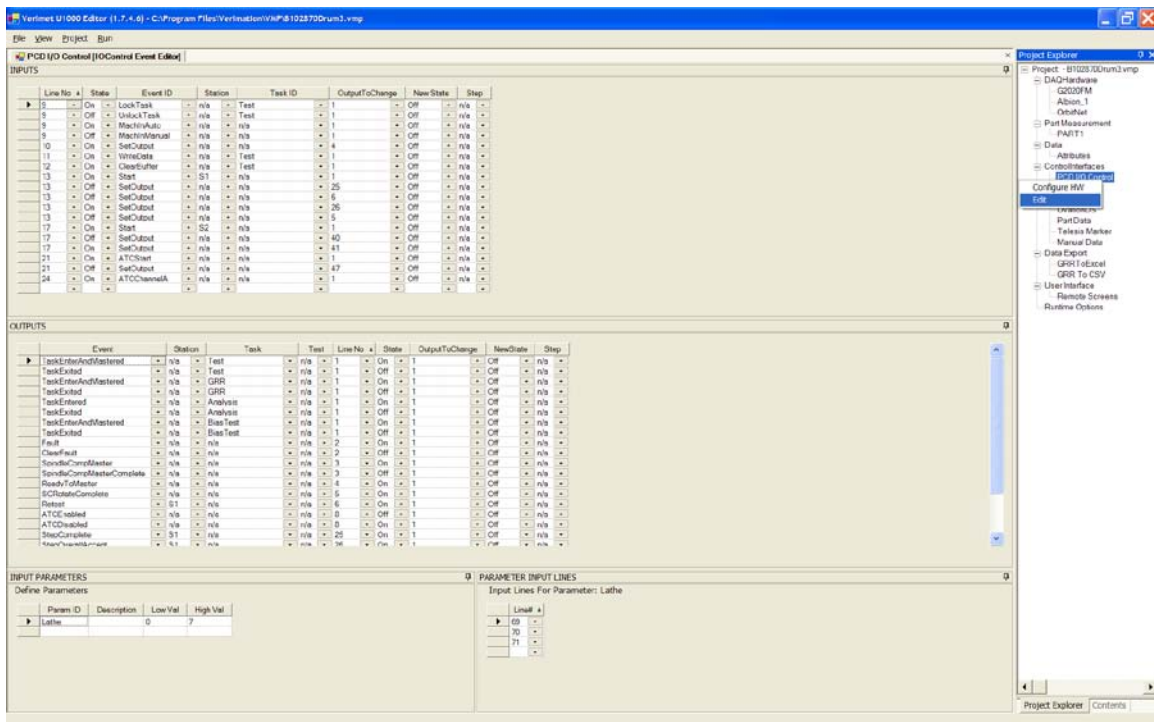 Verimet U1000 Editor (1.7.4.6) - C:\Program Files\Verimation\VMP\B102870Drum3.vmp
File View Project Run
PCD I/O Control [IOControl Event Editor]
INPUTS
Line No State Event ID Station Task ID OutputToChange New State Step
9 On LockTask n/a Test 1 Off n/a
9 Off UnlockTask n/a Test 1 Off n/a
9 On MachInAuto n/a n/a 1 Off n/a
9 Off MachInManual n/a n/a 1 Off n/a
10 On SetOutput n/a n/a 4 Off n/a
11 On WriteData n/a Test 1 Off n/a
12 On ClearBuffer n/a Test 1 Off n/a
13 On Start S1 n/a 1 Off n/a
13 Off SetOutput n/a n/a 25 Off n/a
13 Off SetOutput n/a n/a 6 Off n/a
13 Off SetOutput n/a n/a 26 Off n/a
13 Off SetOutput n/a n/a 5 Off n/a
17 On Start S2 n/a 1 Off n/a
17 Off SetOutput n/a n/a 40 Off n/a
17 Off SetOutput n/a n/a 41 Off n/a
21 On ATCStart n/a n/a 1 Off n/a
21 Off SetOutput n/a n/a 47 Off n/a
24 On ATCChannelA n/a n/a 1 Off n/a
OUTPUTS
Event Station Task Test Line No State OutputToChange NewState Step
TaskEnterAndMastered n/a Test n/a 1 On 1 Off n/a
TaskExited n/a Test n/a 1 Off 1 Off n/a
TaskEnterAndMastered n/a GRR n/a 1 On 1 Off n/a
TaskExited n/a GRR n/a 1 Off 1 Off n/a
TaskEntered n/a Analysis n/a 1 On 1 Off n/a
TaskExited n/a Analysis n/a 1 Off 1 Off n/a
TaskEnterAndMastered n/a BiasTest n/a 1 On 1 Off n/a
TaskExited n/a BiasTest n/a 1 Off 1 Off n/a
Fault n/a n/a n/a 2 On 1 Off n/a
ClearFault n/a n/a n/a 2 Off 1 Off n/a
SpindleCompMaster n/a n/a n/a 3 On 1 Off n/a
SpindleCompMasterComplete n/a n/a n/a 3 Off 1 Off n/a
ReadyToMaster n/a n/a n/a 4 On 1 Off n/a
SCRotateComplete n/a n/a n/a 5 On 1 Off n/a
Retest S1 n/a n/a 6 On 1 Off n/a
ATCEnabled n/a n/a n/a 8 Off 1 Off n/a
ATCDisabled n/a n/a n/a 8 On 1 Off n/a
StepComplete S1 n/a n/a 25 On 1 Off n/a
StepOverallAccept S1 n/a n/a 26 On 1 Off n/a
INPUT PARAMETERS
Define Parameters
Param ID Description Low Val High Val
Lathe 0 7
PARAMETER INPUT LINES
Input Lines For Parameter: Lathe
Line#
69
70
71
Project Explorer
Project - B102870Drum3.vmp
DAQHardware
G2020FM
Albion_1
OrbitNet
Part Measurement
PART1
Data
Attributes
ControlInterfaces
PCD I/O Control
Configure HW
Edit
PartData
Telesis Marker
Manual Data
Data Export
GRRToExcel
GRR To CSV
User Interface
Remote Screens
Runtime Options
Project Explorer Contents